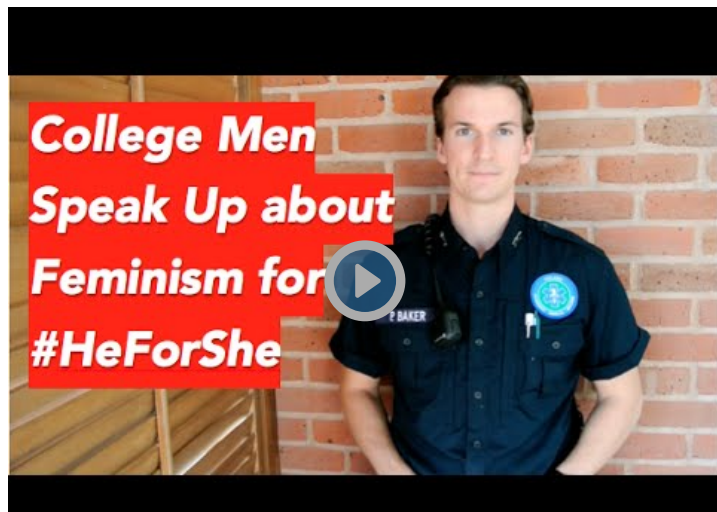 College Men
Speak Up about
Feminism for
#HeForShe
P BAKER